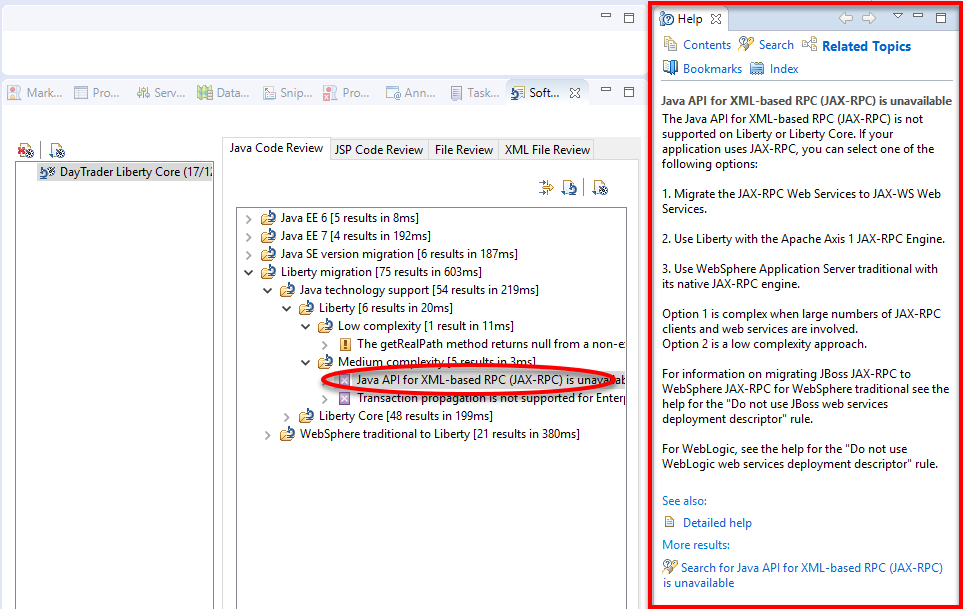 Mark...
Pro...
Serv...
Data...
Snip...
Pro...
Ann...
Task...
Soft...
DayTrader Liberty Core (17/12
Java Code Review
JSP Code Review
File Review
XML File Review
Java EE 6 [5 results in 8ms]
Java EE 7 [4 results in 192ms]
Java SE version migration [6 results in 187ms]
Liberty migration [75 results in 603ms]
Java technology support [54 results in 219ms]
Liberty [6 results in 20ms]
Low complexity [1 result in 11ms]
The getRealPath method returns null from a non-e
Medium complexity [5 results in 3ms]
Java API for XML-based RPC (JAX-RPC) is unavailab
Transaction propagation is not supported for Enterp
Liberty Core [48 results in 199ms]
WebSphere traditional to Liberty [21 results in 380ms]
Help
Contents
Search
Related Topics
Bookmarks
Index
Java API for XML-based RPC (JAX-RPC) is unavailable
The Java API for XML-based RPC (JAX-RPC) is not
supported on Liberty or Liberty Core. If your
application uses JAX-RPC, you can select one of the
following options:
1. Migrate the JAX-RPC Web Services to JAX-WS Web
Services.
2. Use Liberty with the Apache Axis 1 JAX-RPC Engine.
3. Use WebSphere Application Server traditional with
its native JAX-RPC engine.
Option 1 is complex when large numbers of JAX-RPC
clients and web services are involved.
Option 2 is a low complexity approach.
For information on migrating JBoss JAX-RPC to
WebSphere JAX-RPC for WebSphere traditional see the
help for the "Do not use JBoss web services
deployment descriptor" rule.
For WebLogic, see the help for the "Do not use
WebLogic web services deployment descriptor" rule.
See also:
Detailed help
More results:
Search for Java API for XML-based RPC (JAX-RPC)
is unavailable